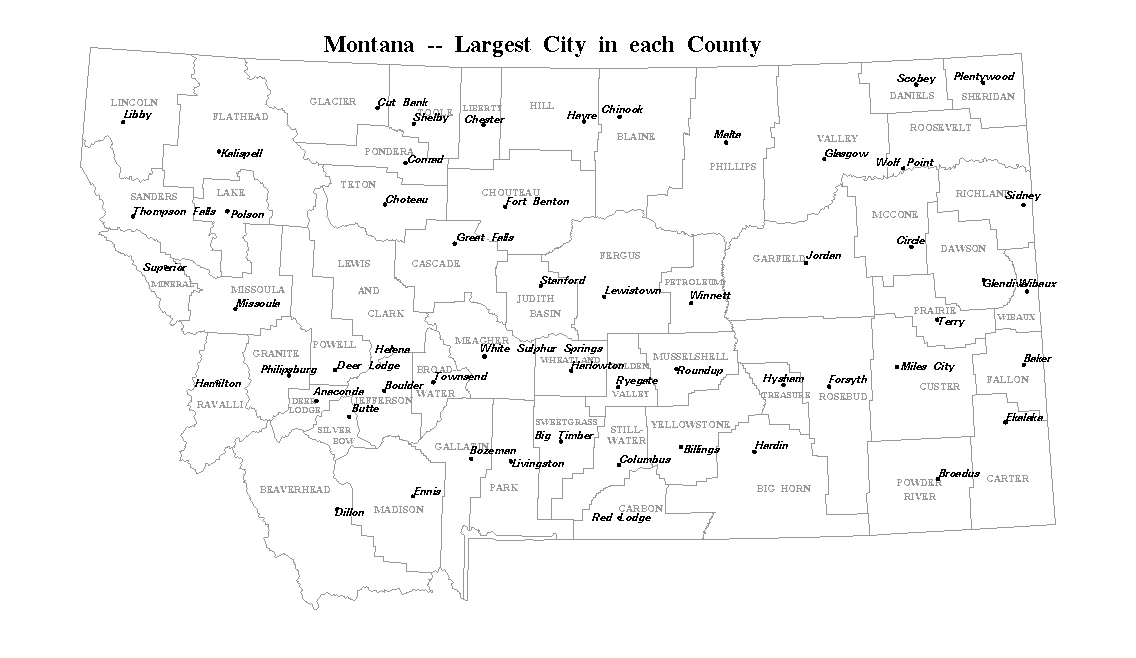 Montana -- Largest City in each County
LINCOLN
Libby
FLATHEAD
Kalispell
GLACIER
Cut Bank
TOOLE
Shelby
LIBERTY
Chester
HILL
Havre
Chinook
BLAINE
Malta
PHILLIPS
VALLEY
Glasgow
Scobey
DANIELS
Plentywood
SHERIDAN
ROOSEVELT
Wolf Point
PONDERA
Conrad
TETON
Choteau
CHOUTEAU
Fort Benton
SANDERS
Thompson Falls
LAKE
Polson
RICHLAND
Sidney
MCCONE
Circle
DAWSON
Glendive
Wibaux
WIBAUX
Great Falls
CASCADE
LEWIS
AND
CLARK
Helena
Superior
MINERAL
MISSOULA
Missoula
FERGUS
Lewistown
Stanford
JUDITH
BASIN
PETROLEUM
Winnett
GARFIELD
Jordan
PRAIRIE
Terry
POWELL
Deer Lodge
GRANITE
Philipsburg
MEAGHER
White Sulphur Springs
WHEATLAND
Harlowton
GOLDEN
VALLEY
Ryegate
MUSSELSHELL
Roundup
Hysham
TREASURE
Forsyth
ROSEBUD
Miles City
CUSTER
Baker
FALLON
Hamilton
RAVALLI
Anaconda
DEER
LODGE
Boulder
JEFFERSON
BROAD
WATER
Townsend
Butte
SILVER
BOW
GALLATIN
Bozeman
Livingston
PARK
SWEETGRASS
Big Timber
STILL-
WATER
Columbus
YELLOWSTONE
Billings
Hardin
BIG HORN
Ekalaka
CARTER
Broadus
POWDER
RIVER
BEAVERHEAD
Dillon
Ennis
MADISON
CARBON
Red Lodge